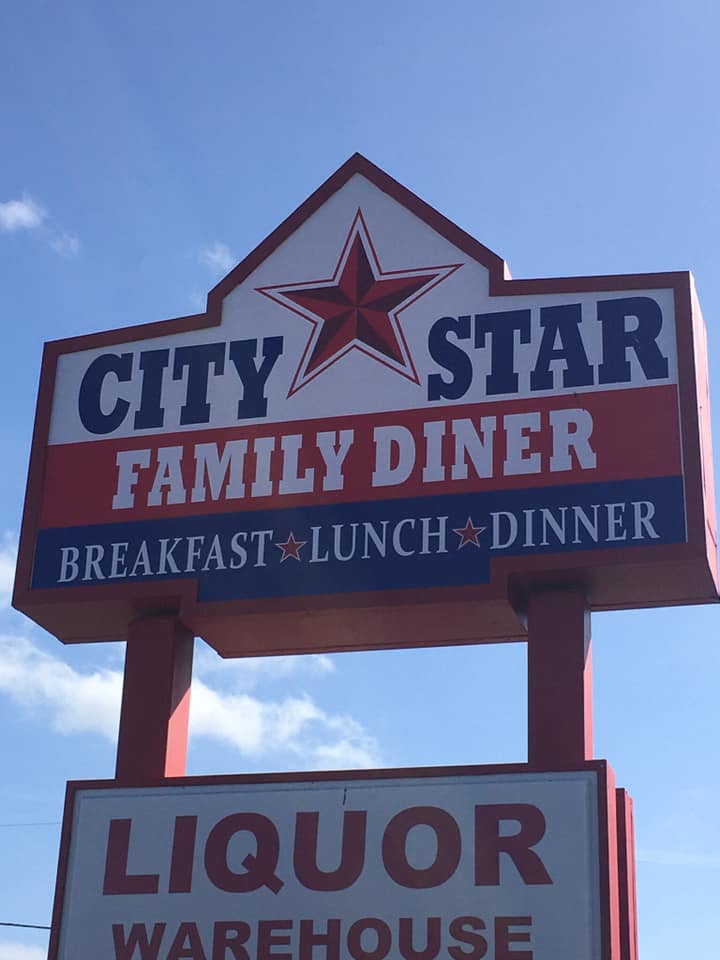 CITY STAR
FAMILY DINER
BREAKFAST LUNCH DINNER
LIQUOR
WAREHOUSE